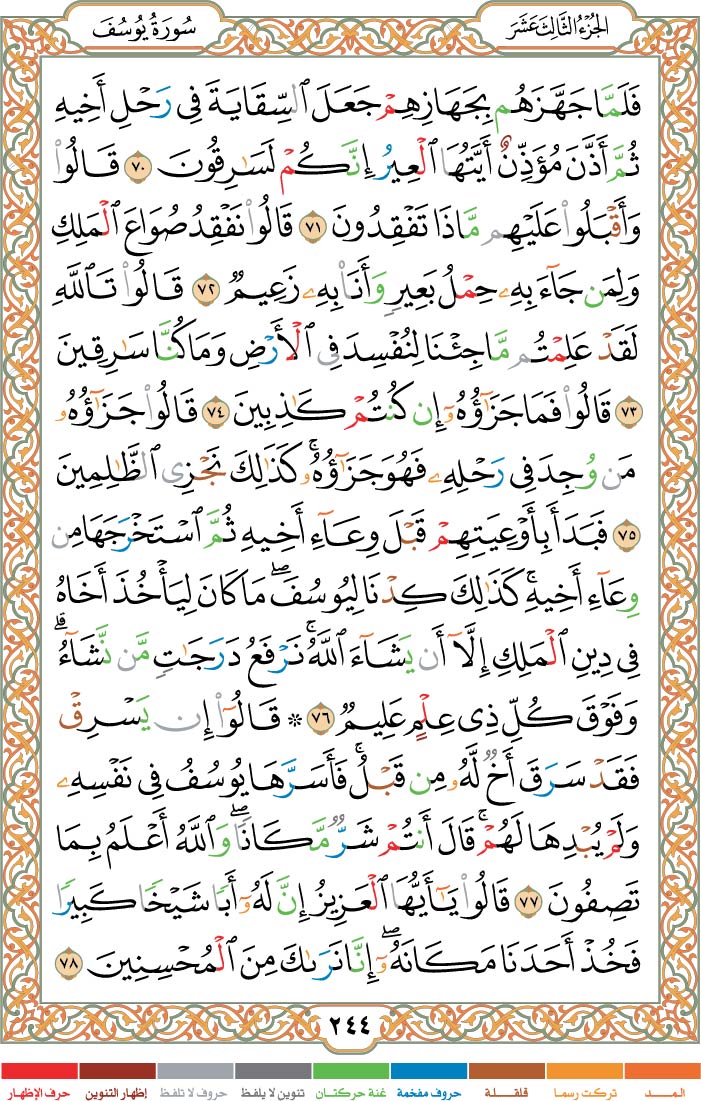 الجُزْءُ الثَّالِثَ عَشَرَ
سُورَةُ يُوسُفَ
فَلَمَّا جَهَّزَهُم بِجَهَازِهِمْ جَعَلَ ٱلسِّقَايَةَ فِى رَحْلِ أَخِيهِ
ثُمَّ أَذَّنَ مُؤَذِّنٌ أَيَّتُهَا ٱلْعِيرُ إِنَّكُمْ لَسَٰرِقُونَ ٧٠ قَالُوا۟
وَأَقْبَلُوا۟ عَلَيْهِم مَّاذَا تَفْقِدُونَ ٧١ قَالُوا۟ نَفْقِدُ صُوَاعَ ٱلْمَلِكِ
وَلِمَن جَآءَ بِهِۦ حِمْلُ بَعِيرٍ وَأَنَا۠ بِهِۦ زَعِيمٌ ٧٢ قَالُوا۟ تَٱللَّهِ
لَقَدْ عَلِمْتُم مَّا جِئْنَا لِنُفْسِدَ فِى ٱلْأَرْضِ وَمَا كُنَّا سَٰرِقِينَ
٧٣ قَالُوا۟ فَمَا جَزَٰٓؤُهُۥٓ إِن كُنتُمْ كَٰذِبِينَ ٧٤ قَالُوا۟ جَزَٰٓؤُهُۥ
مَن وُجِدَ فِى رَحْلِهِۦ فَهُوَ جَزَٰٓؤُهُۥ ۚ كَذَٰلِكَ نَجْزِى ٱلظَّٰلِمِينَ
٧٥ فَبَدَأَ بِأَوْعِيَتِهِمْ قَبْلَ وِعَآءِ أَخِيهِ ثُمَّ ٱسْتَخْرَجَهَا مِن
وِعَآءِ أَخِيهِ ۚ كَذَٰلِكَ كِدْنَا لِيُوسُفَ ۖ مَا كَانَ لِيَأْخُذَ أَخَاهُ
فِى دِينِ ٱلْمَلِكِ إِلَّآ أَن يَشَآءَ ٱللَّهُ ۚ نَرْفَعُ دَرَجَٰتٍ مَّن نَّشَآءُ ۗ
وَفَوْقَ كُلِّ ذِى عِلْمٍ عَلِيمٌ ٧٦ ۞ قَالُوٓا۟ إِن يَسْرِقْ
فَقَدْ سَرَقَ أَخٌ لَّهُۥ مِن قَبْلُ ۚ فَأَسَرَّهَا يُوسُفُ فِى نَفْسِهِۦ
وَلَمْ يُبْدِهَا لَهُمْ ۚ قَالَ أَنتُمْ شَرٌّ مَّكَانًا ۖ وَٱللَّهُ أَعْلَمُ بِمَا
تَصِفُونَ ٧٧ قَالُوا۟ يَٰٓأَيُّهَا ٱلْعَزِيزُ إِنَّ لَهُۥٓ أَبًا شَيْخًا كَبِيرًا
فَخُذْ أَحَدَنَا مَكَانَهُۥٓ ۖ إِنَّا نَرَىٰكَ مِنَ ٱلْمُحْسِنِينَ ٧٨
٢٤٤
المــد تركت رسما قلقلة حروف مفخمة غنة حركتان تنوين لا يلفظ حروف لا تلفظ إظهار التنوين حرف الإظهار